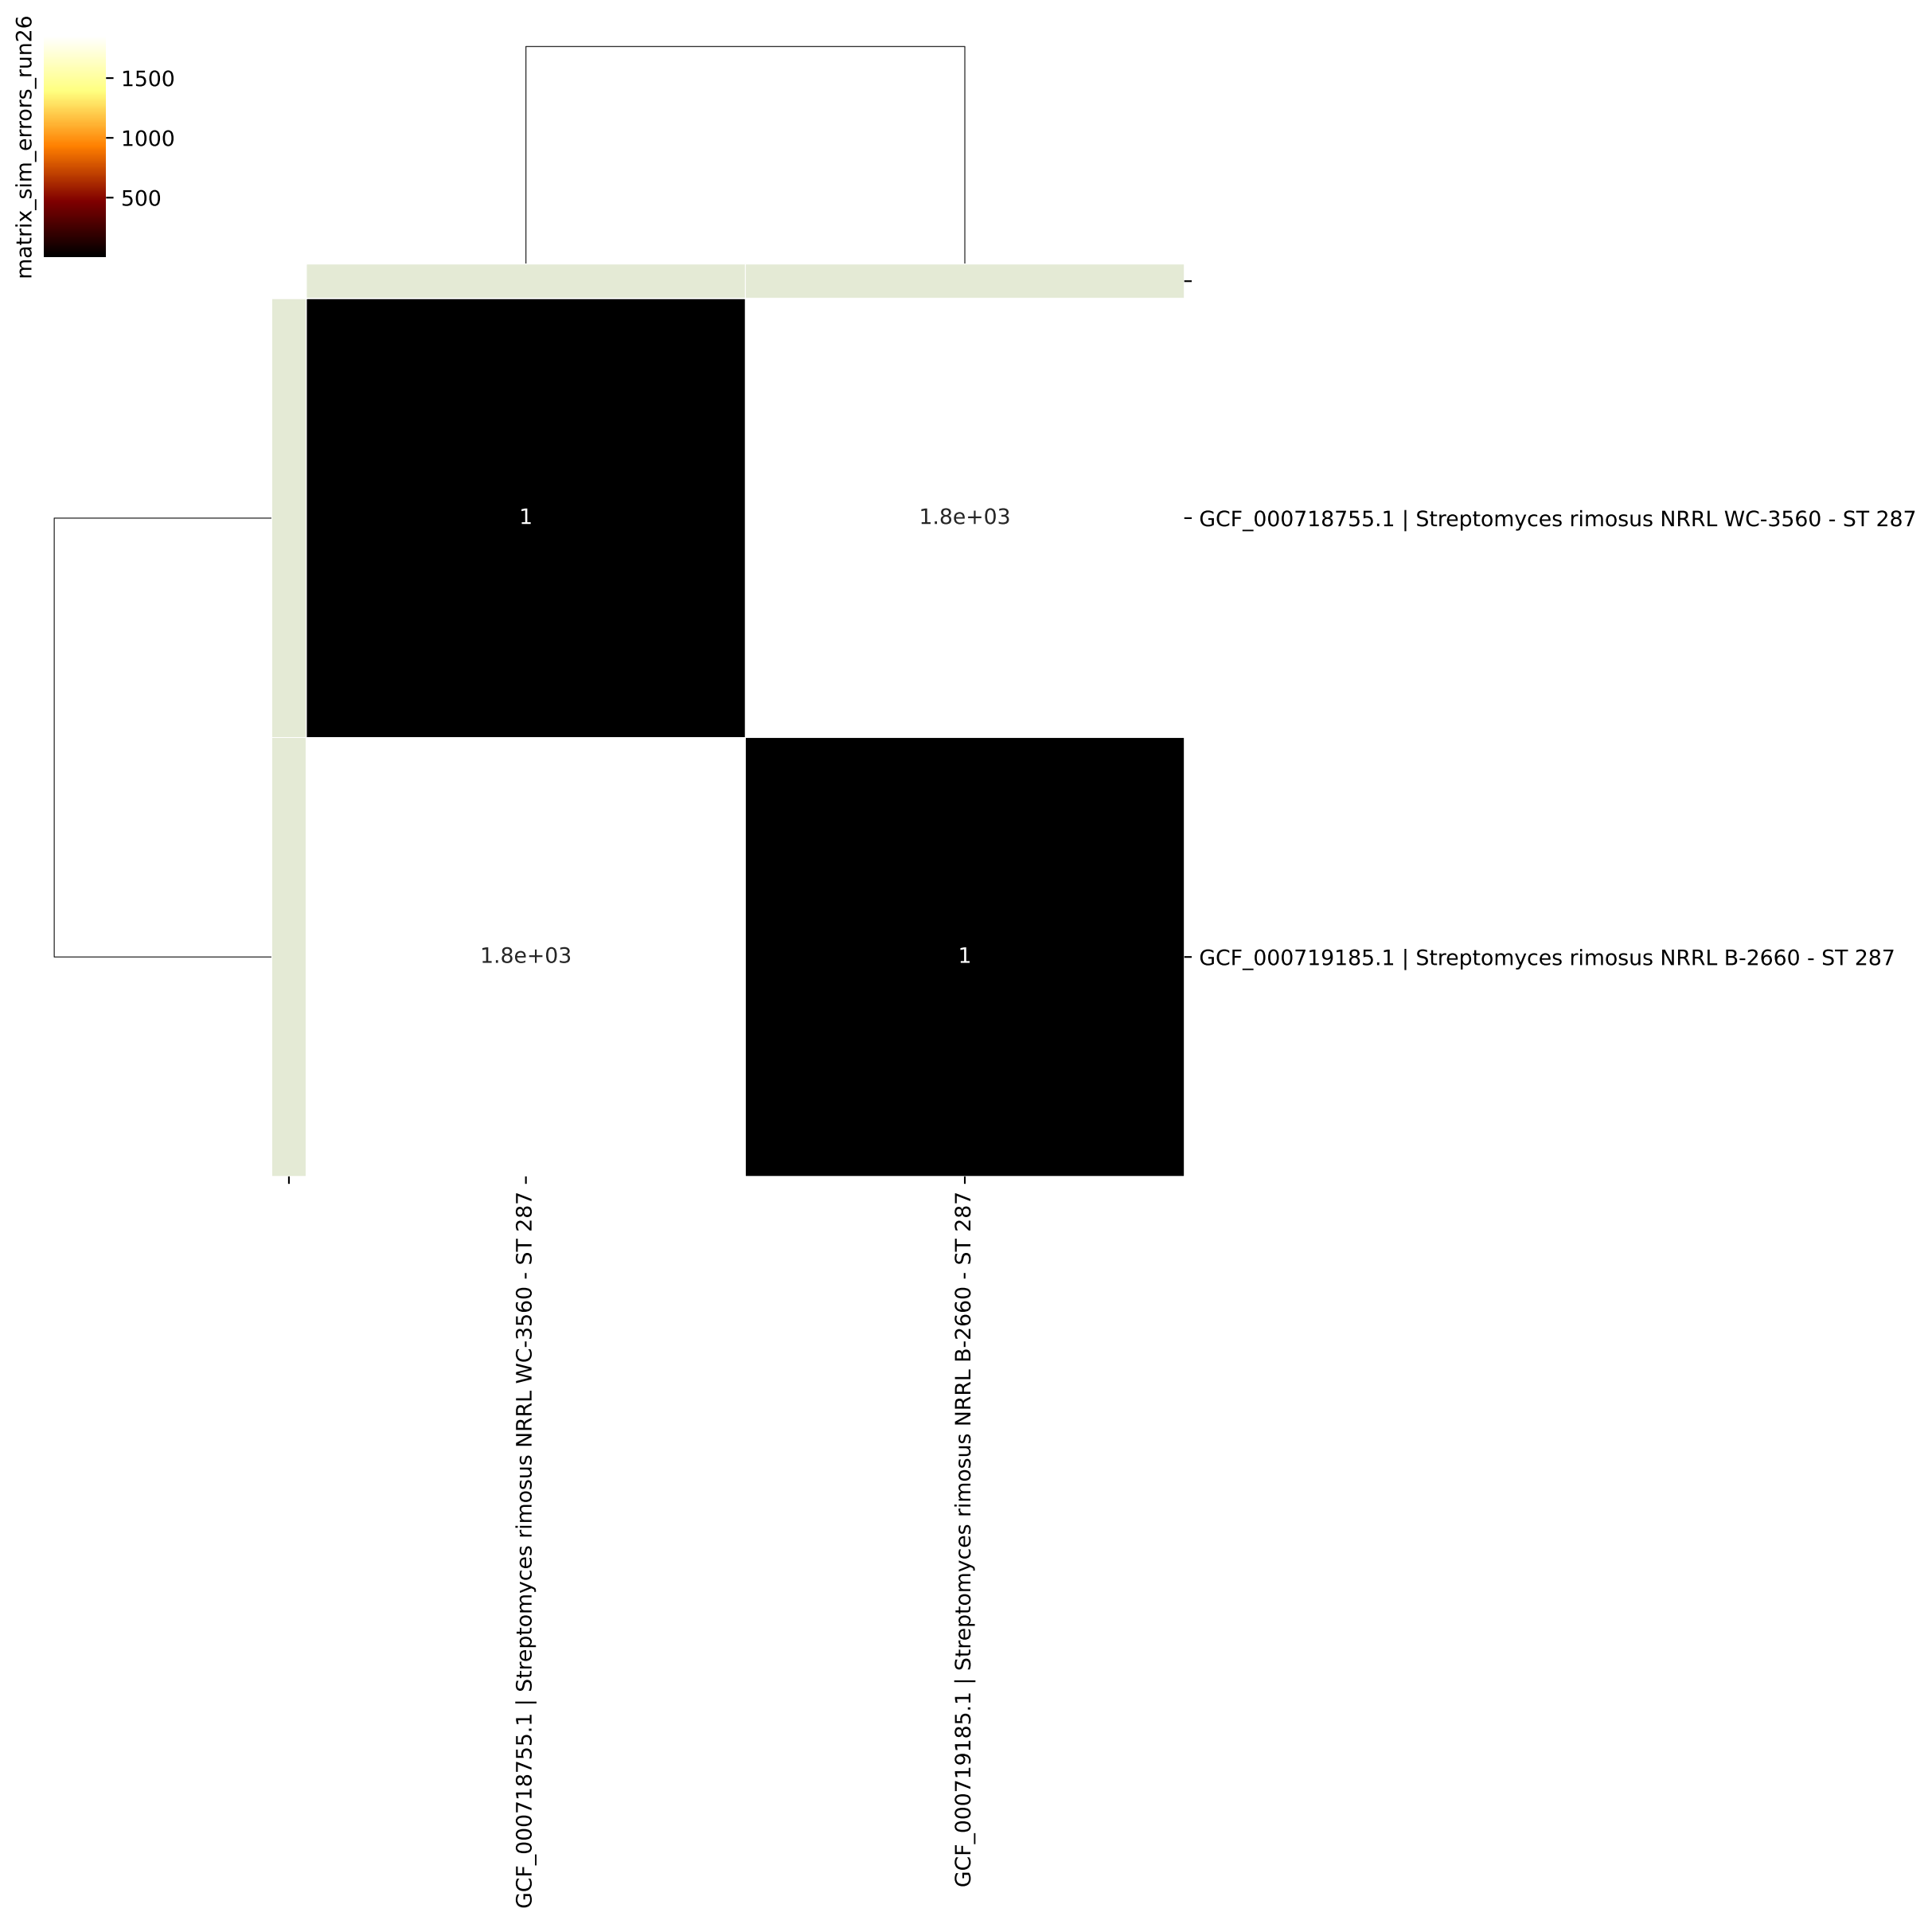 matrix_sim_errors_run26
1500
1000
500
1
1.8e+03
GCF_000718755.1 | Streptomyces rimosus NRRL WC-3560 - ST 287
1.8e+03
1
GCF_000719185.1 | Streptomyces rimosus NRRL B-2660 - ST 287
GCF_000718755.1 | Streptomyces rimosus NRRL WC-3560 - ST 287
GCF_000719185.1 | Streptomyces rimosus NRRL B-2660 - ST 287